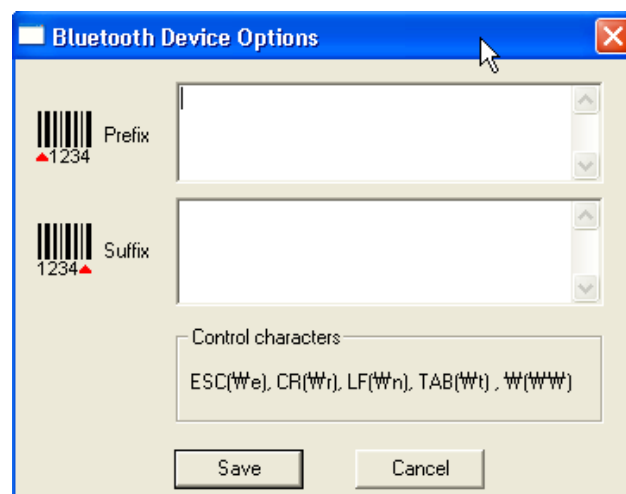 Bluetooth Device Options
Prefix
1234
Suffix
1234
Control characters
ESC(₩e), CR(₩r), LF(₩n), TAB(₩t) , ₩(₩₩)
Save Cancel